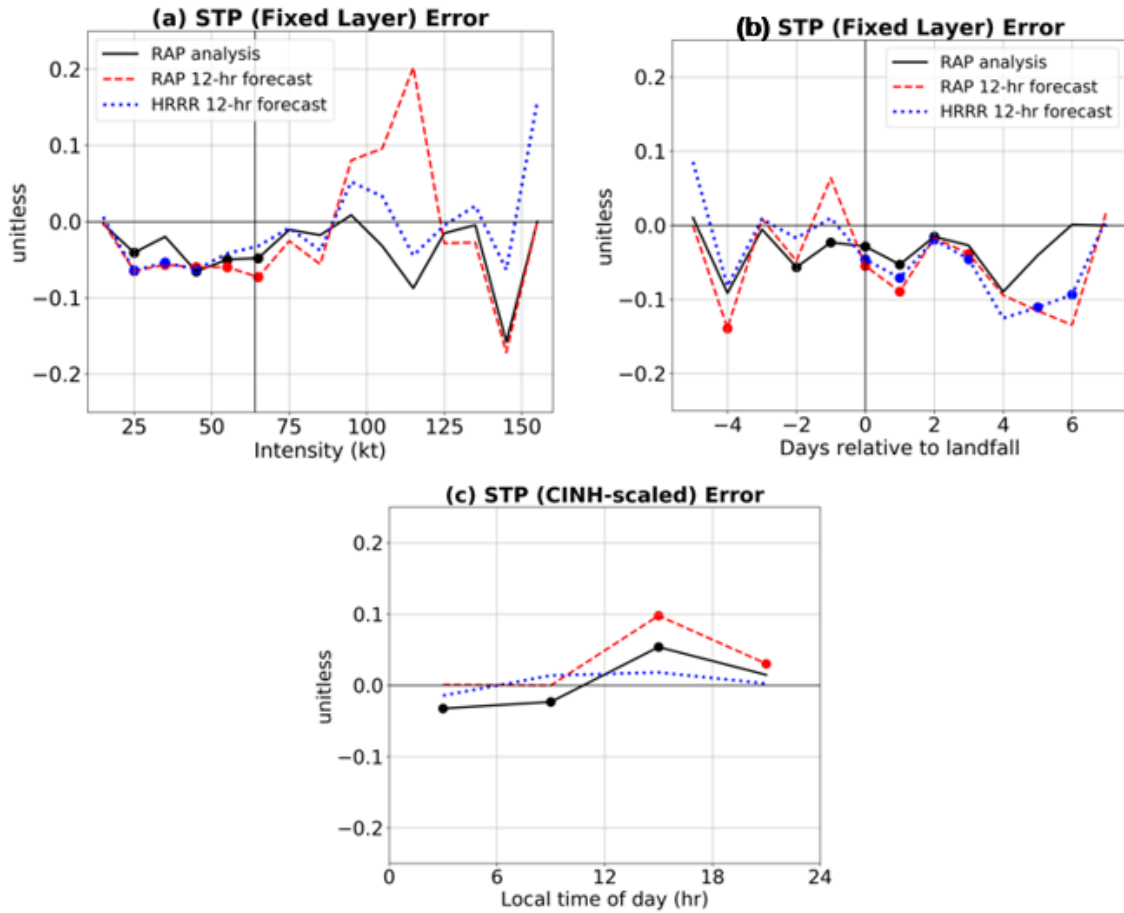 (a) STP (Fixed Layer) Error
RAP analysis
RAP 12-hr forecast
HRRR 12-hr forecast
unitless
0.2
0.1
0.0
−0.1
−0.2
25 50 75 100 125 150
Intensity (kt)
(b) STP (Fixed Layer) Error
RAP analysis
RAP 12-hr forecast
HRRR 12-hr forecast
unitless
0.2
0.1
0.0
−0.1
−0.2
−4 −2 0 2 4 6
Days relative to landfall
(c) STP (CINH-scaled) Error
unitless
0.2
0.1
0.0
−0.1
−0.2
0 6 12 18 24
Local time of day (hr)